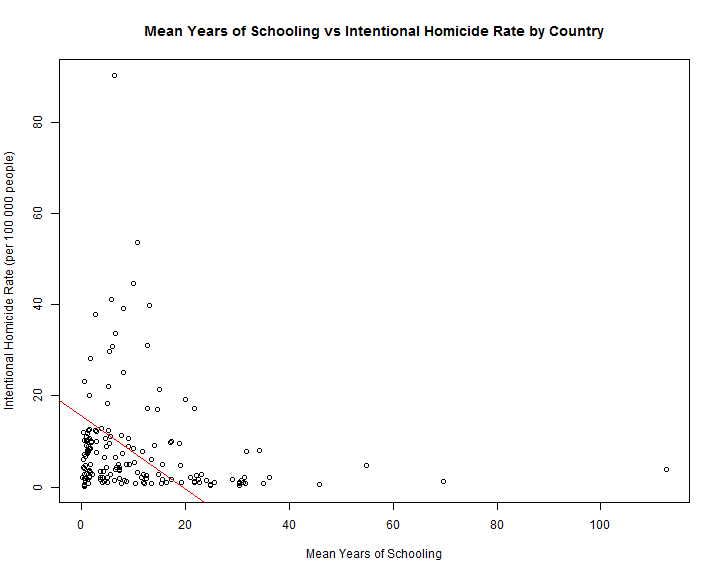 Mean Years of Schooling vs Intentional Homicide Rate by Country
Intentional Homicide Rate (per 100 000 people)
80
60
40
20
0
0 20 40 60 80 100
Mean Years of Schooling